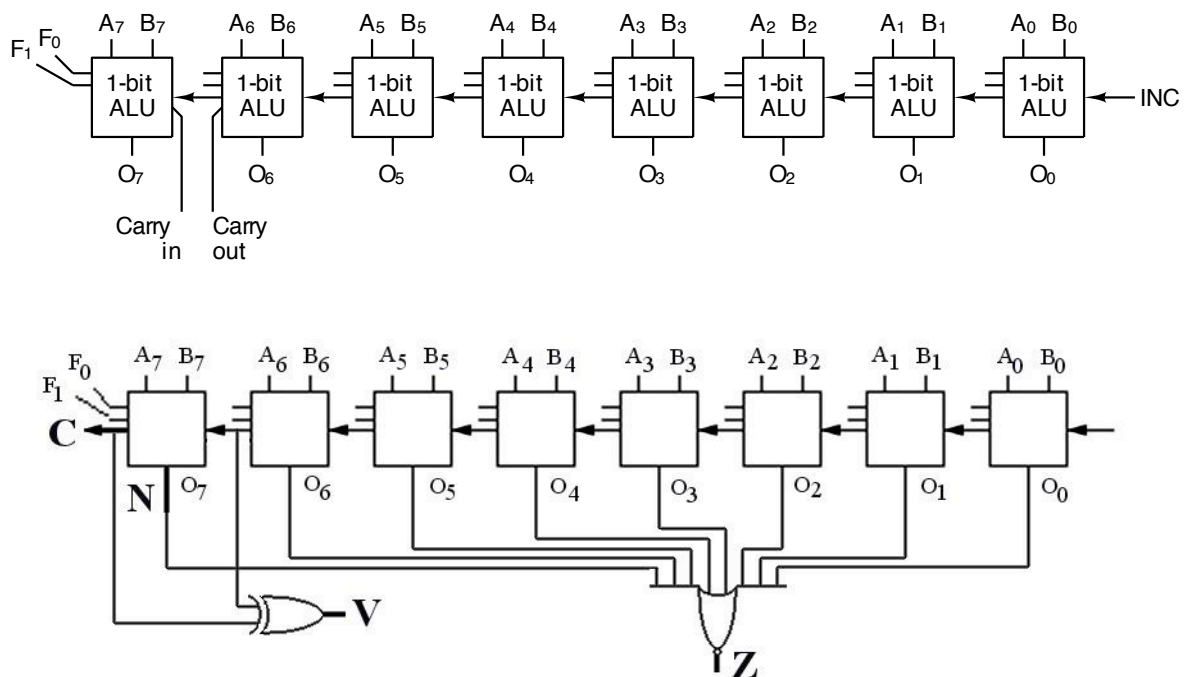 A7 B7 A6 B6 A5 B5 A4 B4 A3 B3 A2 B2 A1 B1 A0 B0
F0
F1
1-bit 1-bit 1-bit 1-bit 1-bit 1-bit 1-bit 1-bit
ALU ALU ALU ALU ALU ALU ALU ALU INC
O7 O6 O5 O4 O3 O2 O1 O0
Carry in
Carry out
A7 B7 A6 B6 A5 B5 A4 B4 A3 B3 A2 B2 A1 B1 A0 B0
F0
F1
C
N O7 O6 O5 O4 O3 O2 O1 O0
V
Z